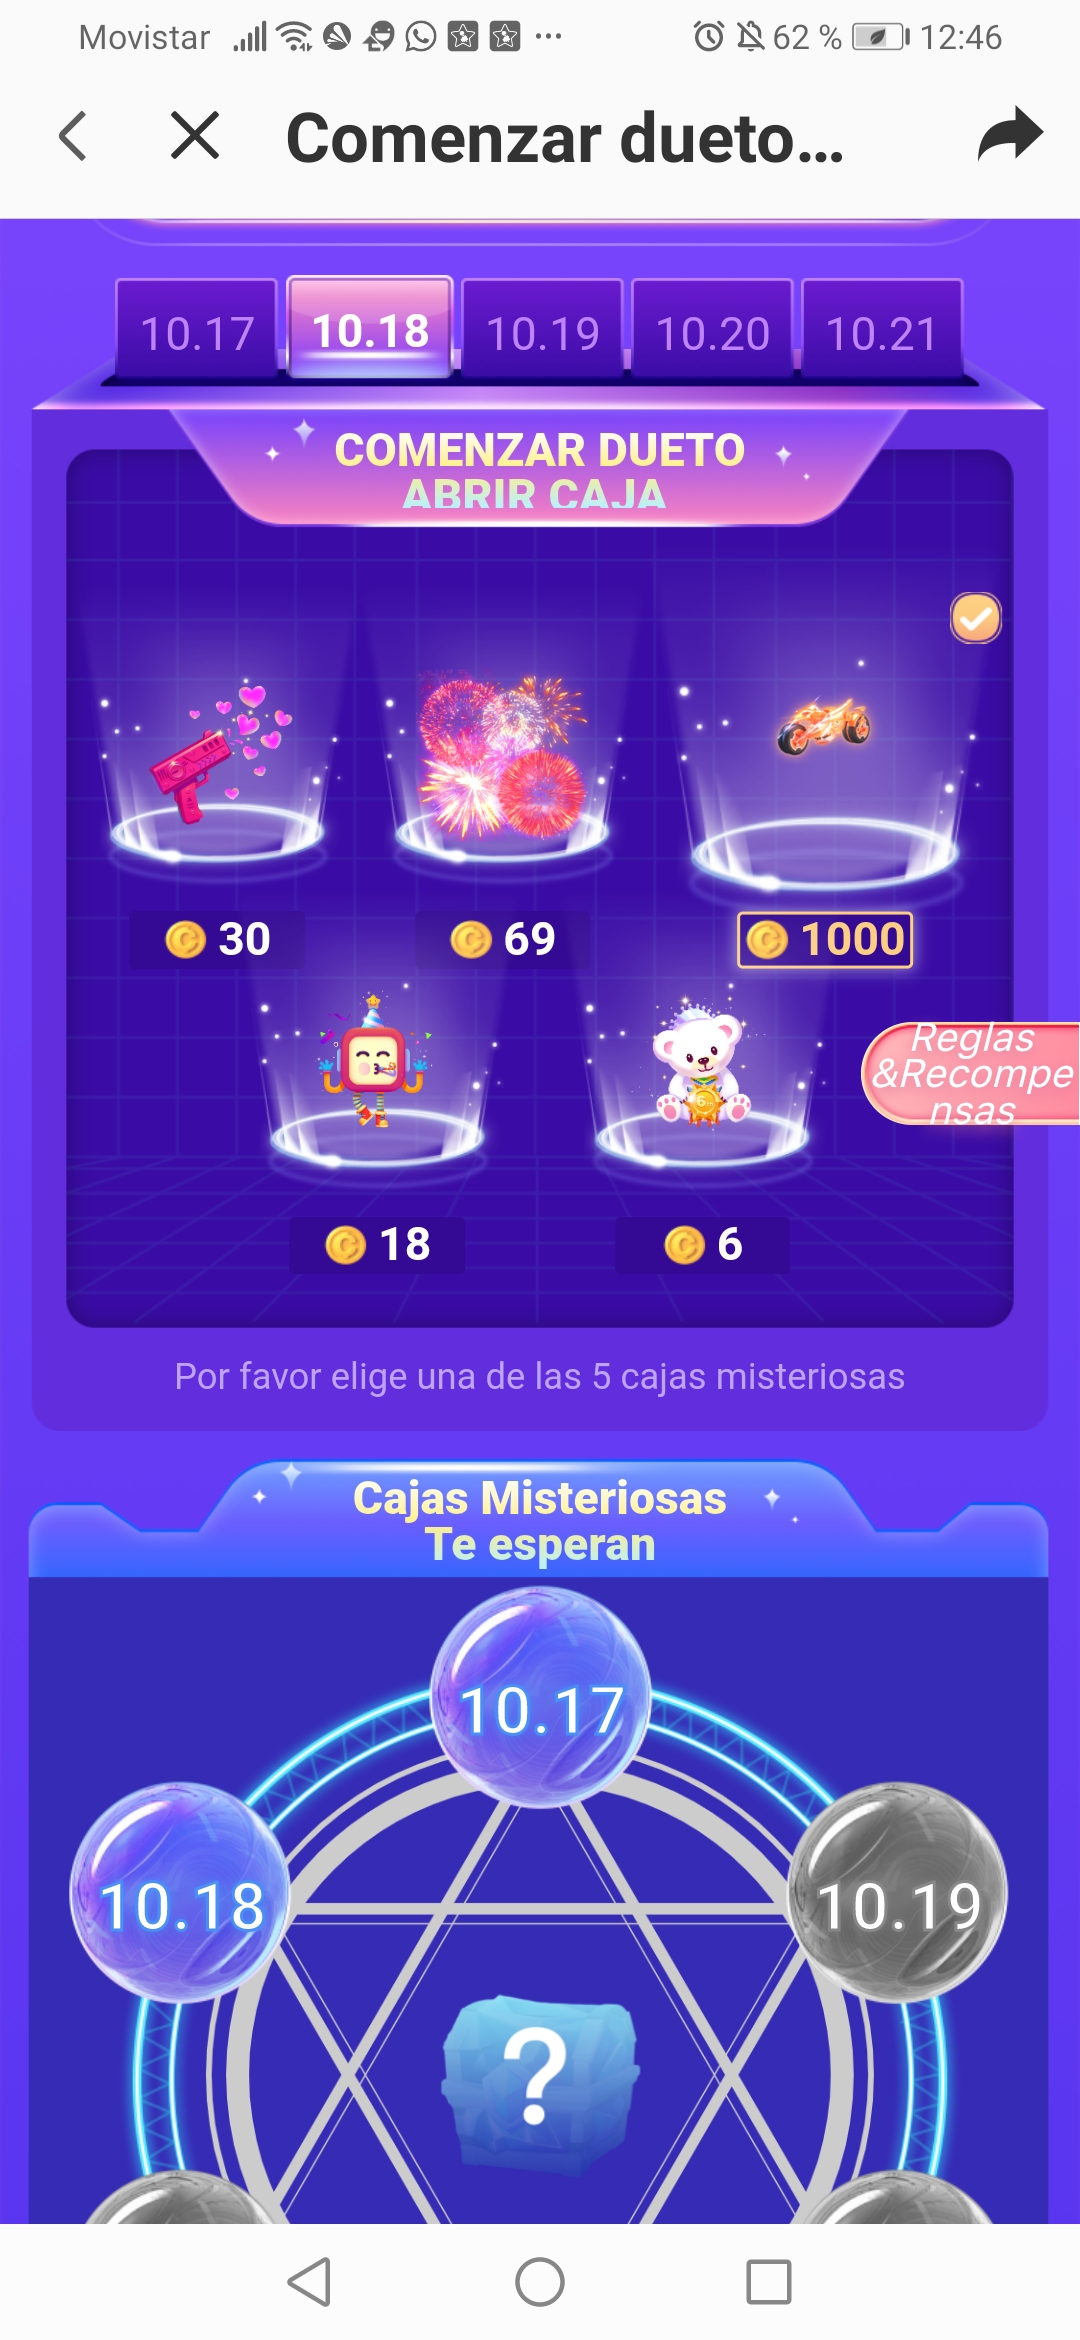 Movistar 62 % 12:46
Comenzar dueto...
10.17 10.18 10.19 10.20 10.21
COMENZAR DUETO
ABRIR CAJA
30 69 1000
Reglas
&Recompe
nsas
18 6
Por favor elige una de las 5 cajas misteriosas
Cajas Misteriosas
Te esperan
10.17
10.18 10.19
?